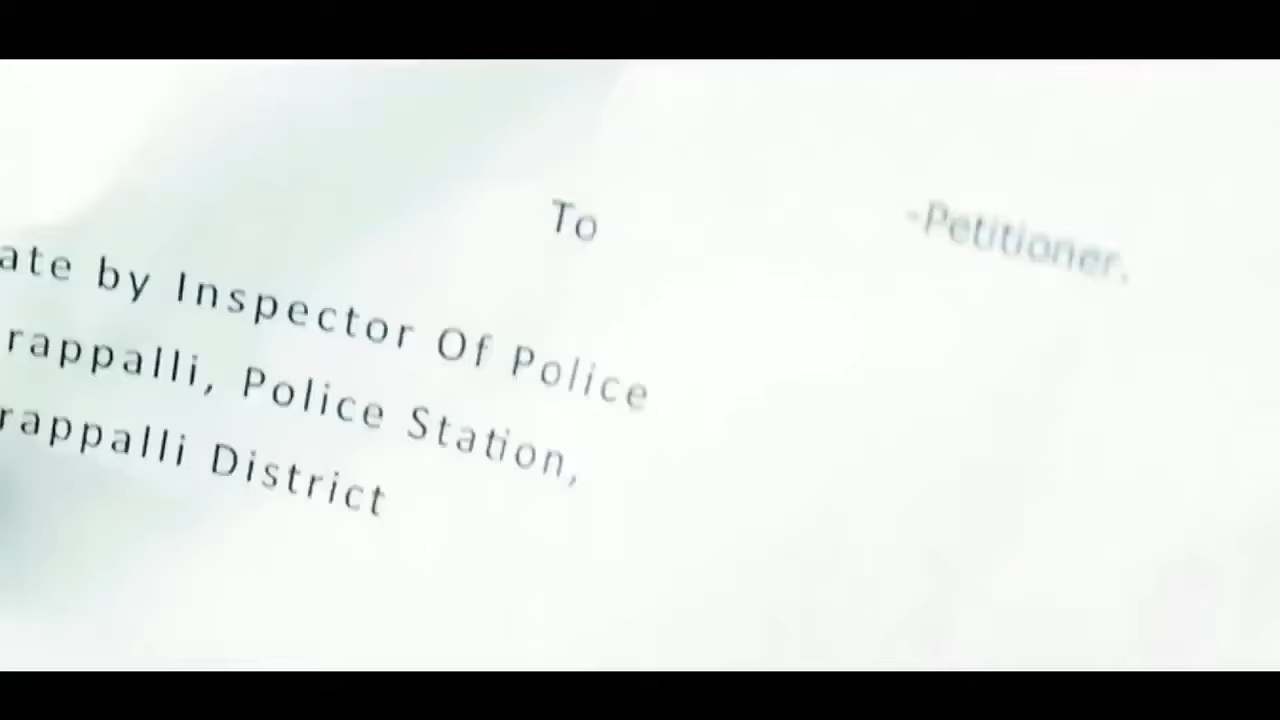 -Petitioner.
To
ate by Inspector Of Police
rappalli, Police Station,
rappalli District